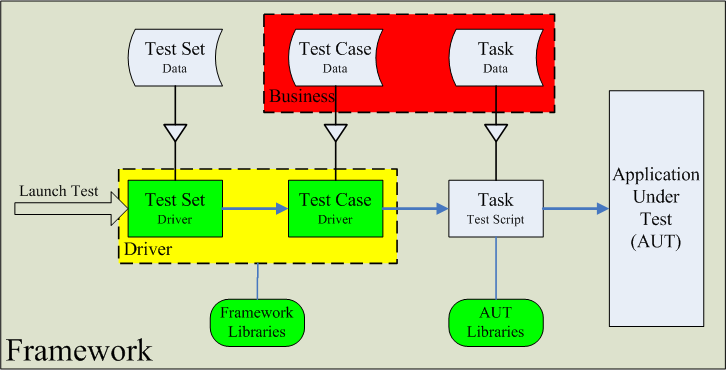 Test Set
Data
Test Case
Data
Task
Data
Business
Launch Test
Test Set
Driver
Test Case
Driver
Task
Test Script
Application
Under
Test
(AUT)
Driver
Framework
Libraries
AUT
Libraries
Framework